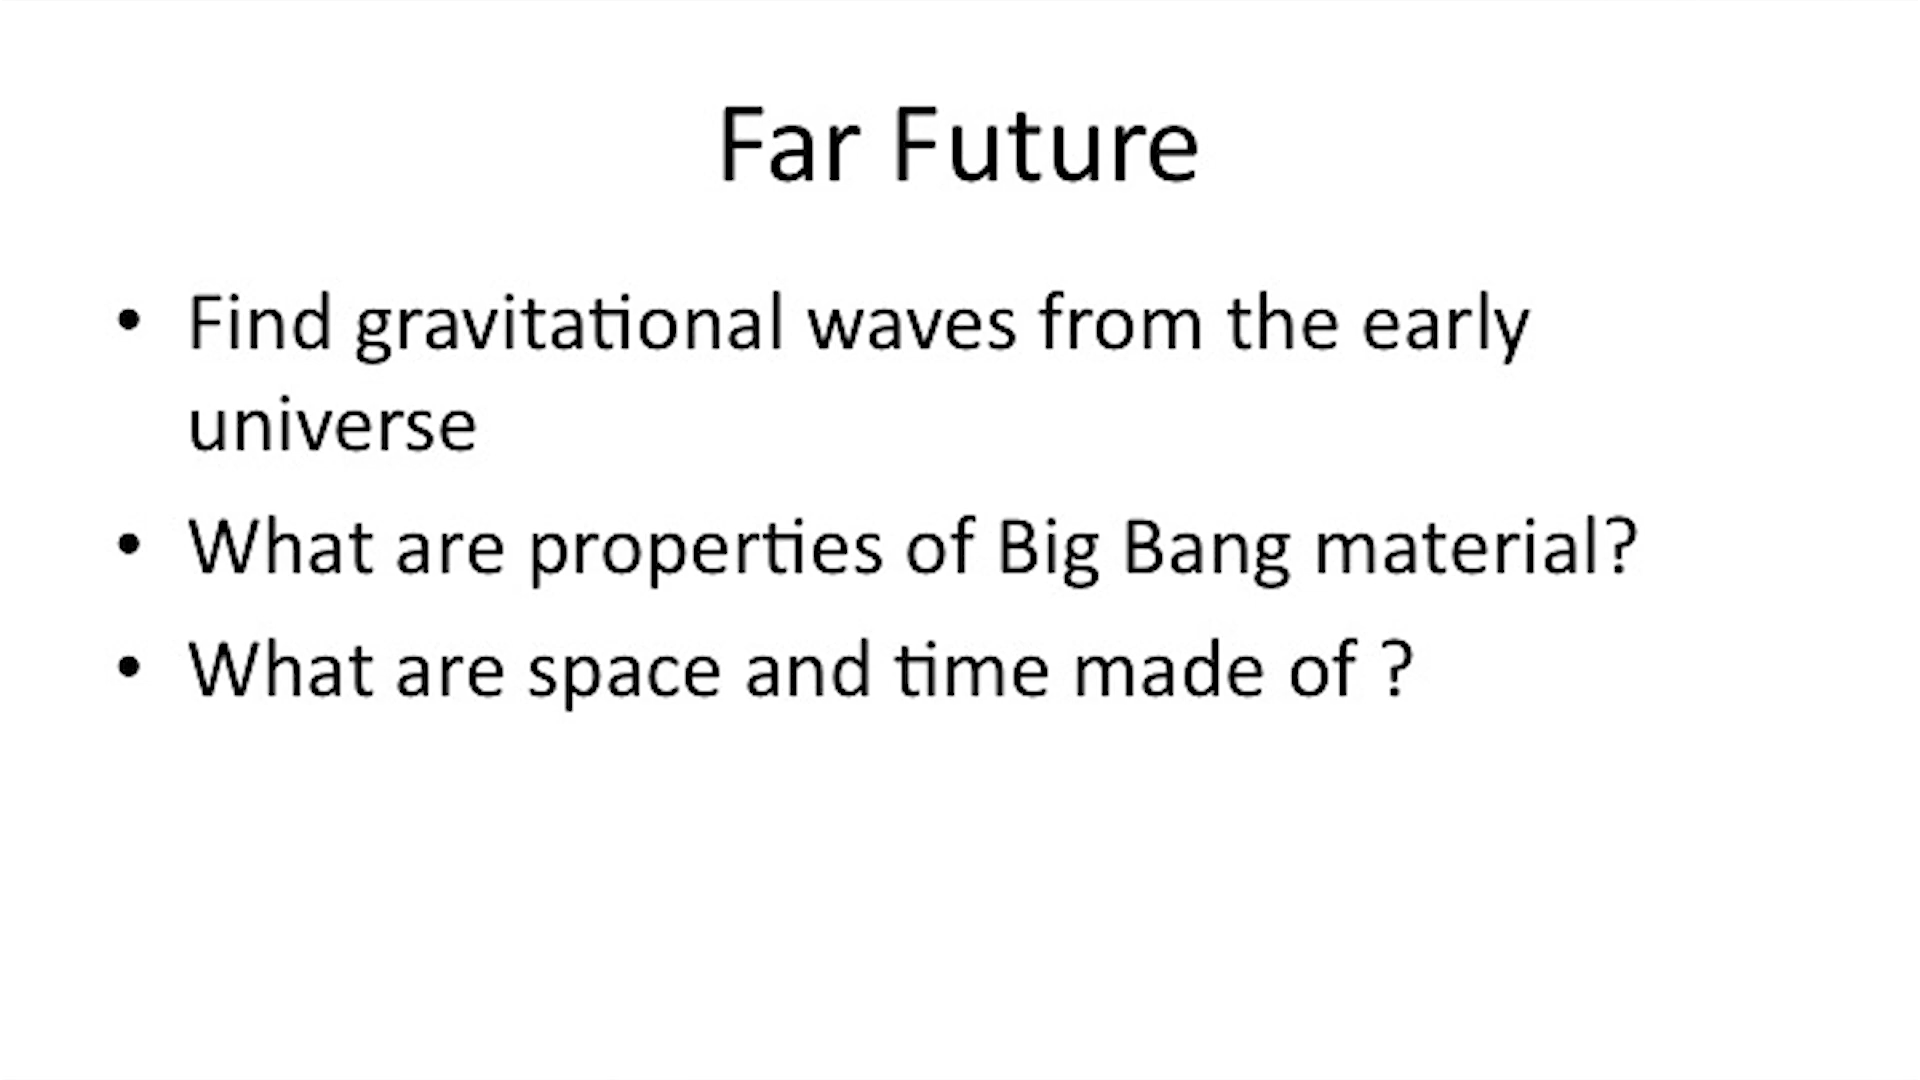 Far Future
• Find gravitational waves from the early
universe
• What are properties of Big Bang material?
• What are space and time made of ?